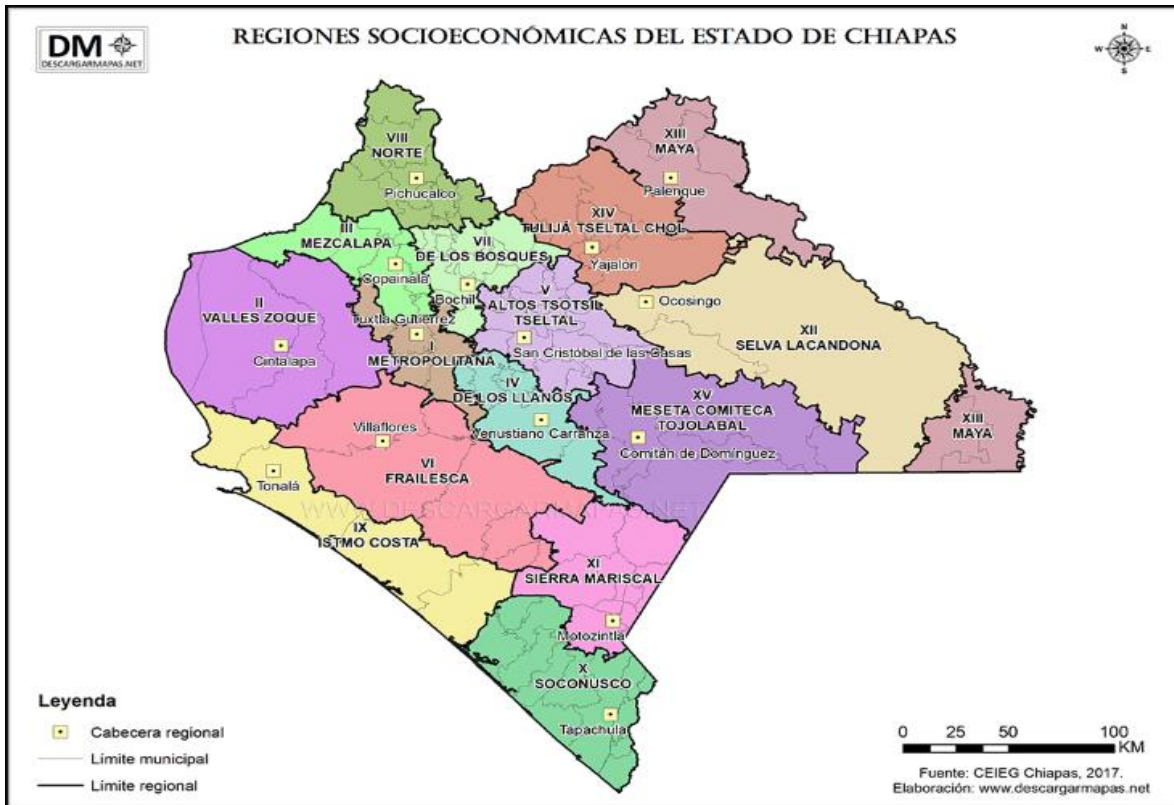 DM
DESCARGARMAPAS.NET
REGIONES SOCIOECONÓMICAS DEL ESTADO DE CHIAPAS
N
W
E
S
VIII
NORTE
Pichucalco
XIII
MAYA
Palenque
XIV
TULIJÁ TSELTAL CHOL
Yajalón
III
MEZCALAPA
Copainalá
VII
DE LOS BOSQUES
Bochil
V
ALTOS TSOTSIL
TSELTAL
San Cristóbal de las Casas
Ocosingo
XII
SELVA LACANDONA
II
VALLES ZOQUE
Cintalapa
Tuxtla Gutiérrez
I
METROPOLITANA
IV
DE LOS LLANOS
Venustiano Carranza
XV
MESETA COMITECA
TOJOLABAL
Comitán de Domínguez
XIII
MAYA
Villaflores
VI
FRAILESCA
Tonalá
IX
ISTMO COSTA
WWW.DESCARGARMAPAS.NET
XI
SIERRA MARISCAL
Motozintla
X
SOCONUSCO
Tapachula
Leyenda
Cabecera regional
Límite municipal
Límite regional
0 25 50 100
KM
Fuente: CEIEG Chiapas, 2017.
Elaboración: www.descargarmapas.net